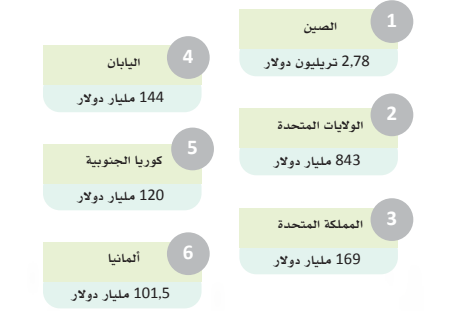 1
الصين
2,78 تريليون دولار
2
الولايات المتحدة
843 مليار دولار
3
المملكة المتحدة
169 مليار دولار
4
اليابان
144 مليار دولار
5
كوريا الجنوبية
120 مليار دولار
6
ألمانيا
101,5 مليار دولار